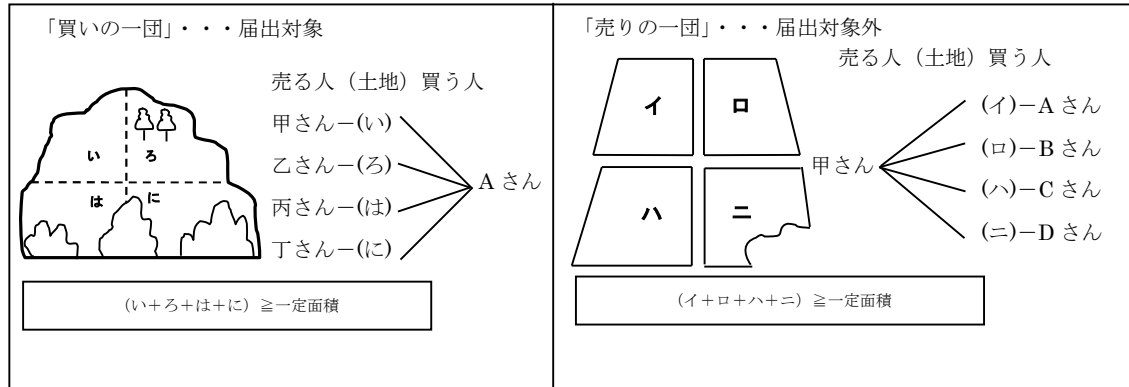 「買いの一団」・・・届出対象
売る人（土地）買う人
甲さん－(い)
乙さん－(ろ)
丙さん－(は)
丁さん－(に)
A さん
い
ろ
は
に
（い＋ろ＋は＋に）≧一定面積
「売りの一団」・・・届出対象外
売る人（土地）買う人
イ
ロ
ハ
ニ
甲さん
(イ)－A さん
(ロ)－B さん
(ハ)－C さん
(ニ)－D さん
（イ＋ロ＋ハ＋ニ）≧一定面積